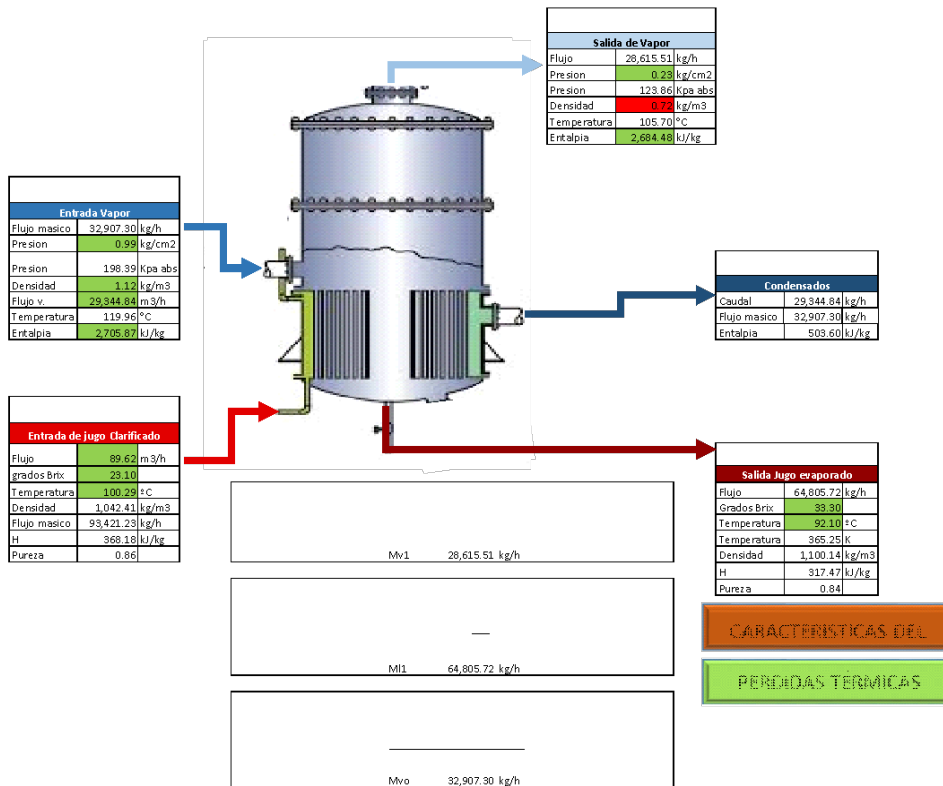 Salida de Vapor
Flujo 28,615.51 kg/h
Presion 0.23 kg/cm2
Presion 123.86 Kpa abs
Densidad 0.72 kg/m3
Temperatura 105.70 °C
Entalpia 2,684.48 kJ/kg
Entrada Vapor
Flujo masico 32,907.30 kg/h
Presion 0.99 kg/cm2
Presion 198.39 Kpa abs
Densidad 1.12 kg/m3
Flujo v. 29,344.84 m3/h
Temperatura 119.96 °C
Entalpia 2,705.87 kJ/kg
Condensados
Caudal 29,344.84 kg/h
Flujo masico 32,907.30 kg/h
Entalpia 503.60 kJ/kg
Entrada de jugo Clarificado
Flujo 89.62 m3/h
grados Brix 23.10
Temperatura 100.29 ºC
Densidad 1,042.41 kg/m3
Flujo masico 93,421.23 kg/h
H 368.18 kJ/kg
Pureza 0.86
Salida Jugo evaporado
Flujo 64,805.72 kg/h
Grados Brix 33.30
Temperatura 92.10 ºC
Temperatura 365.25 K
Densidad 1,100.14 kg/m3
H 317.47 kJ/kg
Pureza 0.84
Mv1 28,615.51 kg/h
Ml1 64,805.72 kg/h
Mvo 32,907.30 kg/h
CARACTERISTICAS DEL
PERDIDAS TÉRMICAS